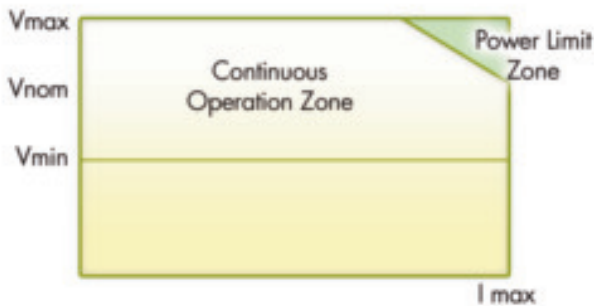 Vmax
Power Limit
Zone
Continuous
Operation Zone
Vnom
Vmin
I max